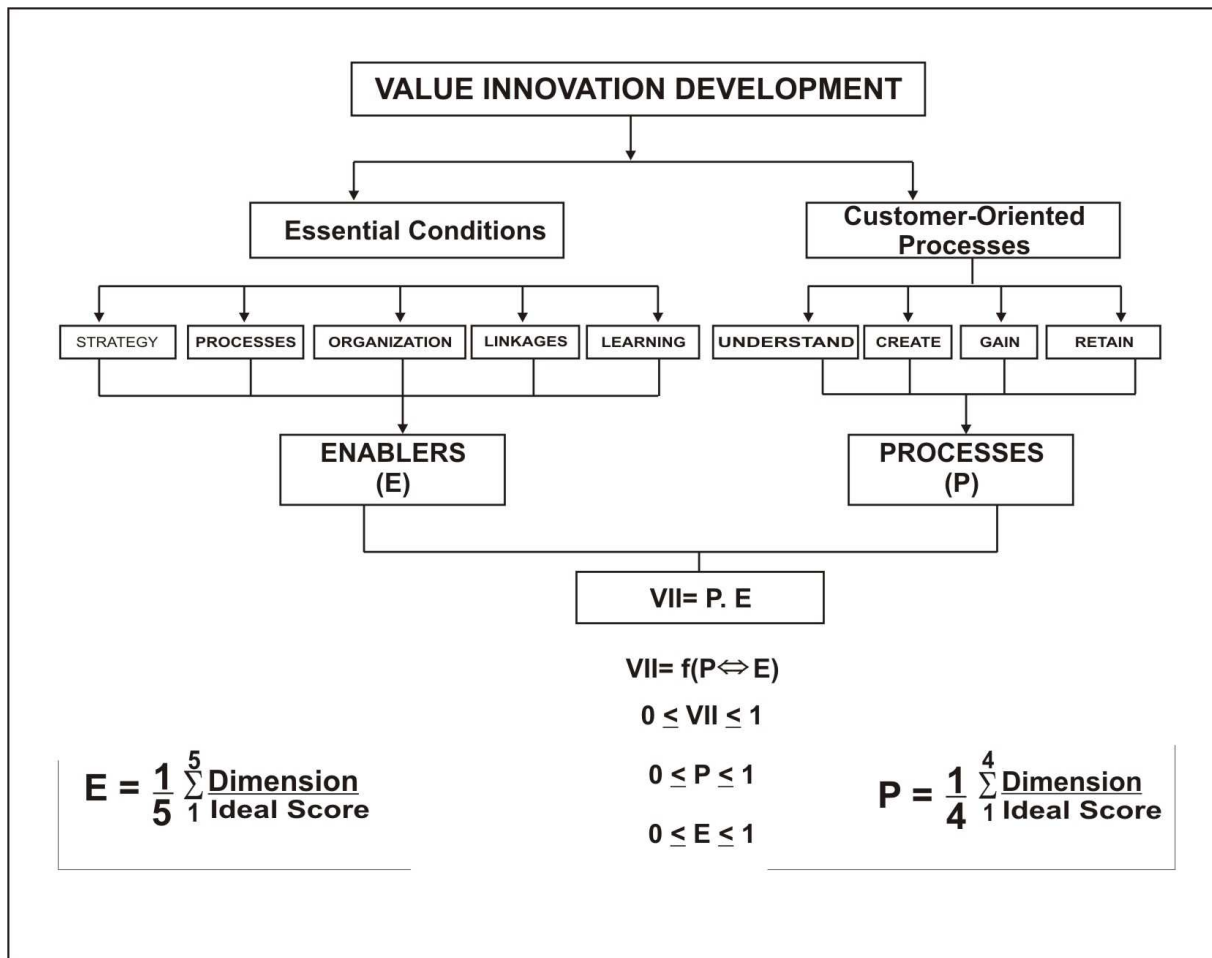 VALUE INNOVATION DEVELOPMENT
Essential Conditions
Customer-Oriented
Processes
STRATEGY
PROCESSES
ORGANIZATION
LINKAGES
LEARNING
UNDERSTAND
CREATE
GAIN
RETAIN
ENABLERS
(E)
PROCESSES
(P)
VII= P. E
VII= f(P⇔E)
0 ≤ VII ≤ 1
0 ≤ P ≤ 1
0 ≤ E ≤ 1
E = 1/5 5 Σ 1 Dimension
Ideal Score
P = 1/4 4 Σ 1 Dimension
Ideal Score